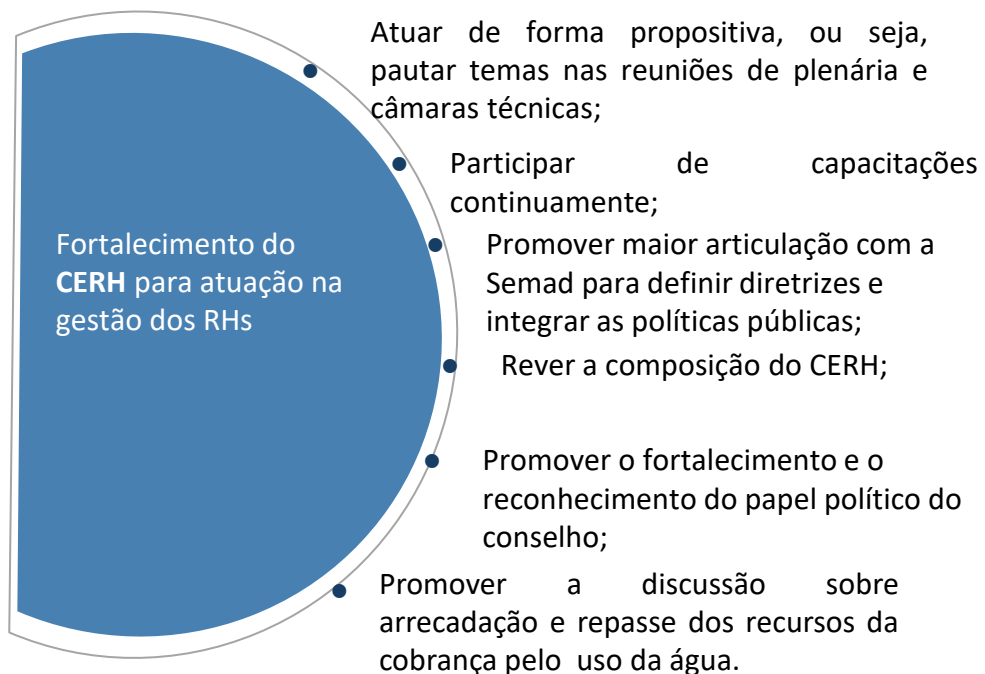 Atuar de forma propositiva, ou seja,
pautar temas nas reuniões de plenária e
câmaras técnicas;
Participar de capacitações
continuamente;
Fortalecimento do
CERH para atuação na
gestão dos RHs
Promover maior articulação com a
Semad para definir diretrizes e
integrar as políticas públicas;
Rever a composição do CERH;
Promover o fortalecimento e o
reconhecimento do papel político do
conselho;
Promover a discussão sobre
arrecadação e repasse dos recursos da
cobrança pelo uso da água.